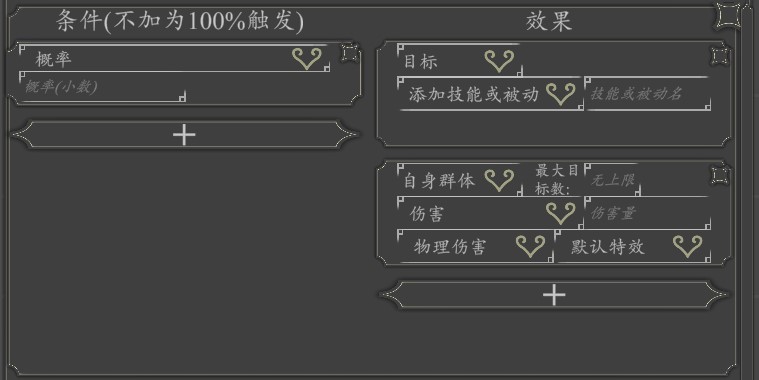 条件(不加为100%触发)
概率
概率(小数)
+
效果
目标
添加技能或被动 技能或被动名
自身群体 最大目标数: 无上限
伤害 伤害量
物理伤害 默认特效
+